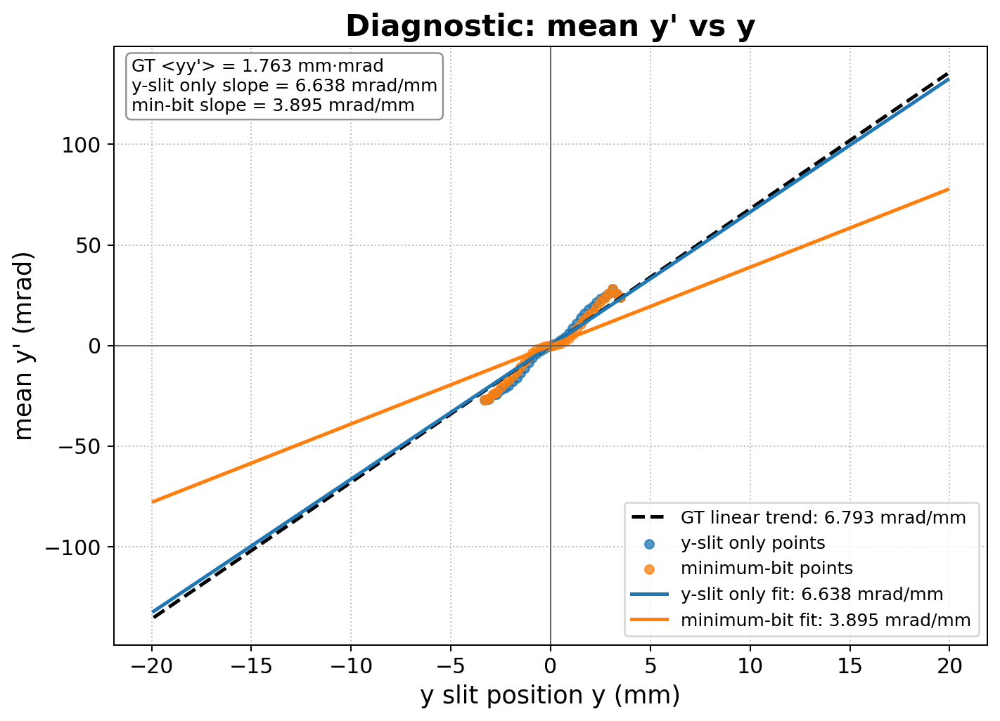 Diagnostic: mean y' vs y
GT <yy'> = 1.763 mm·mrad
y-slit only slope = 6.638 mrad/mm
min-bit slope = 3.895 mrad/mm
100
50
0
−50
−100
mean y' (mrad)
GT linear trend: 6.793 mrad/mm
y-slit only points
minimum-bit points
y-slit only fit: 6.638 mrad/mm
minimum-bit fit: 3.895 mrad/mm
−20 −15 −10 −5 0 5 10 15 20
y slit position y (mm)